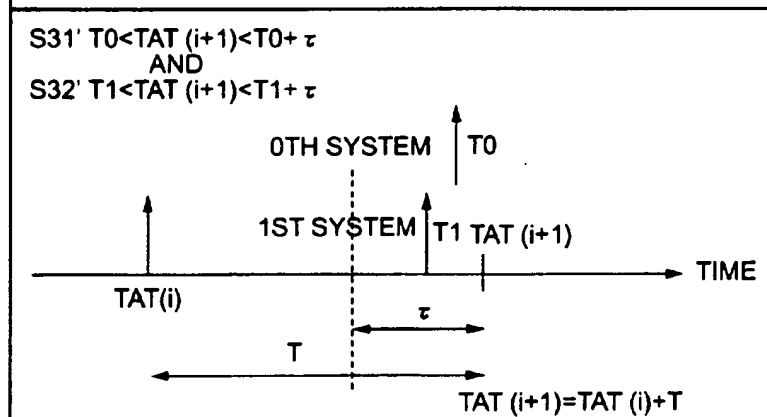 S31' T0<TAT (i+1)<T0+ τ
AND
S32' T1<TAT (i+1)<T1+ τ
0TH SYSTEM T0
1ST SYSTEM T1 TAT (i+1)
TIME
TAT(i)
τ
T
TAT (i+1)=TAT (i)+T